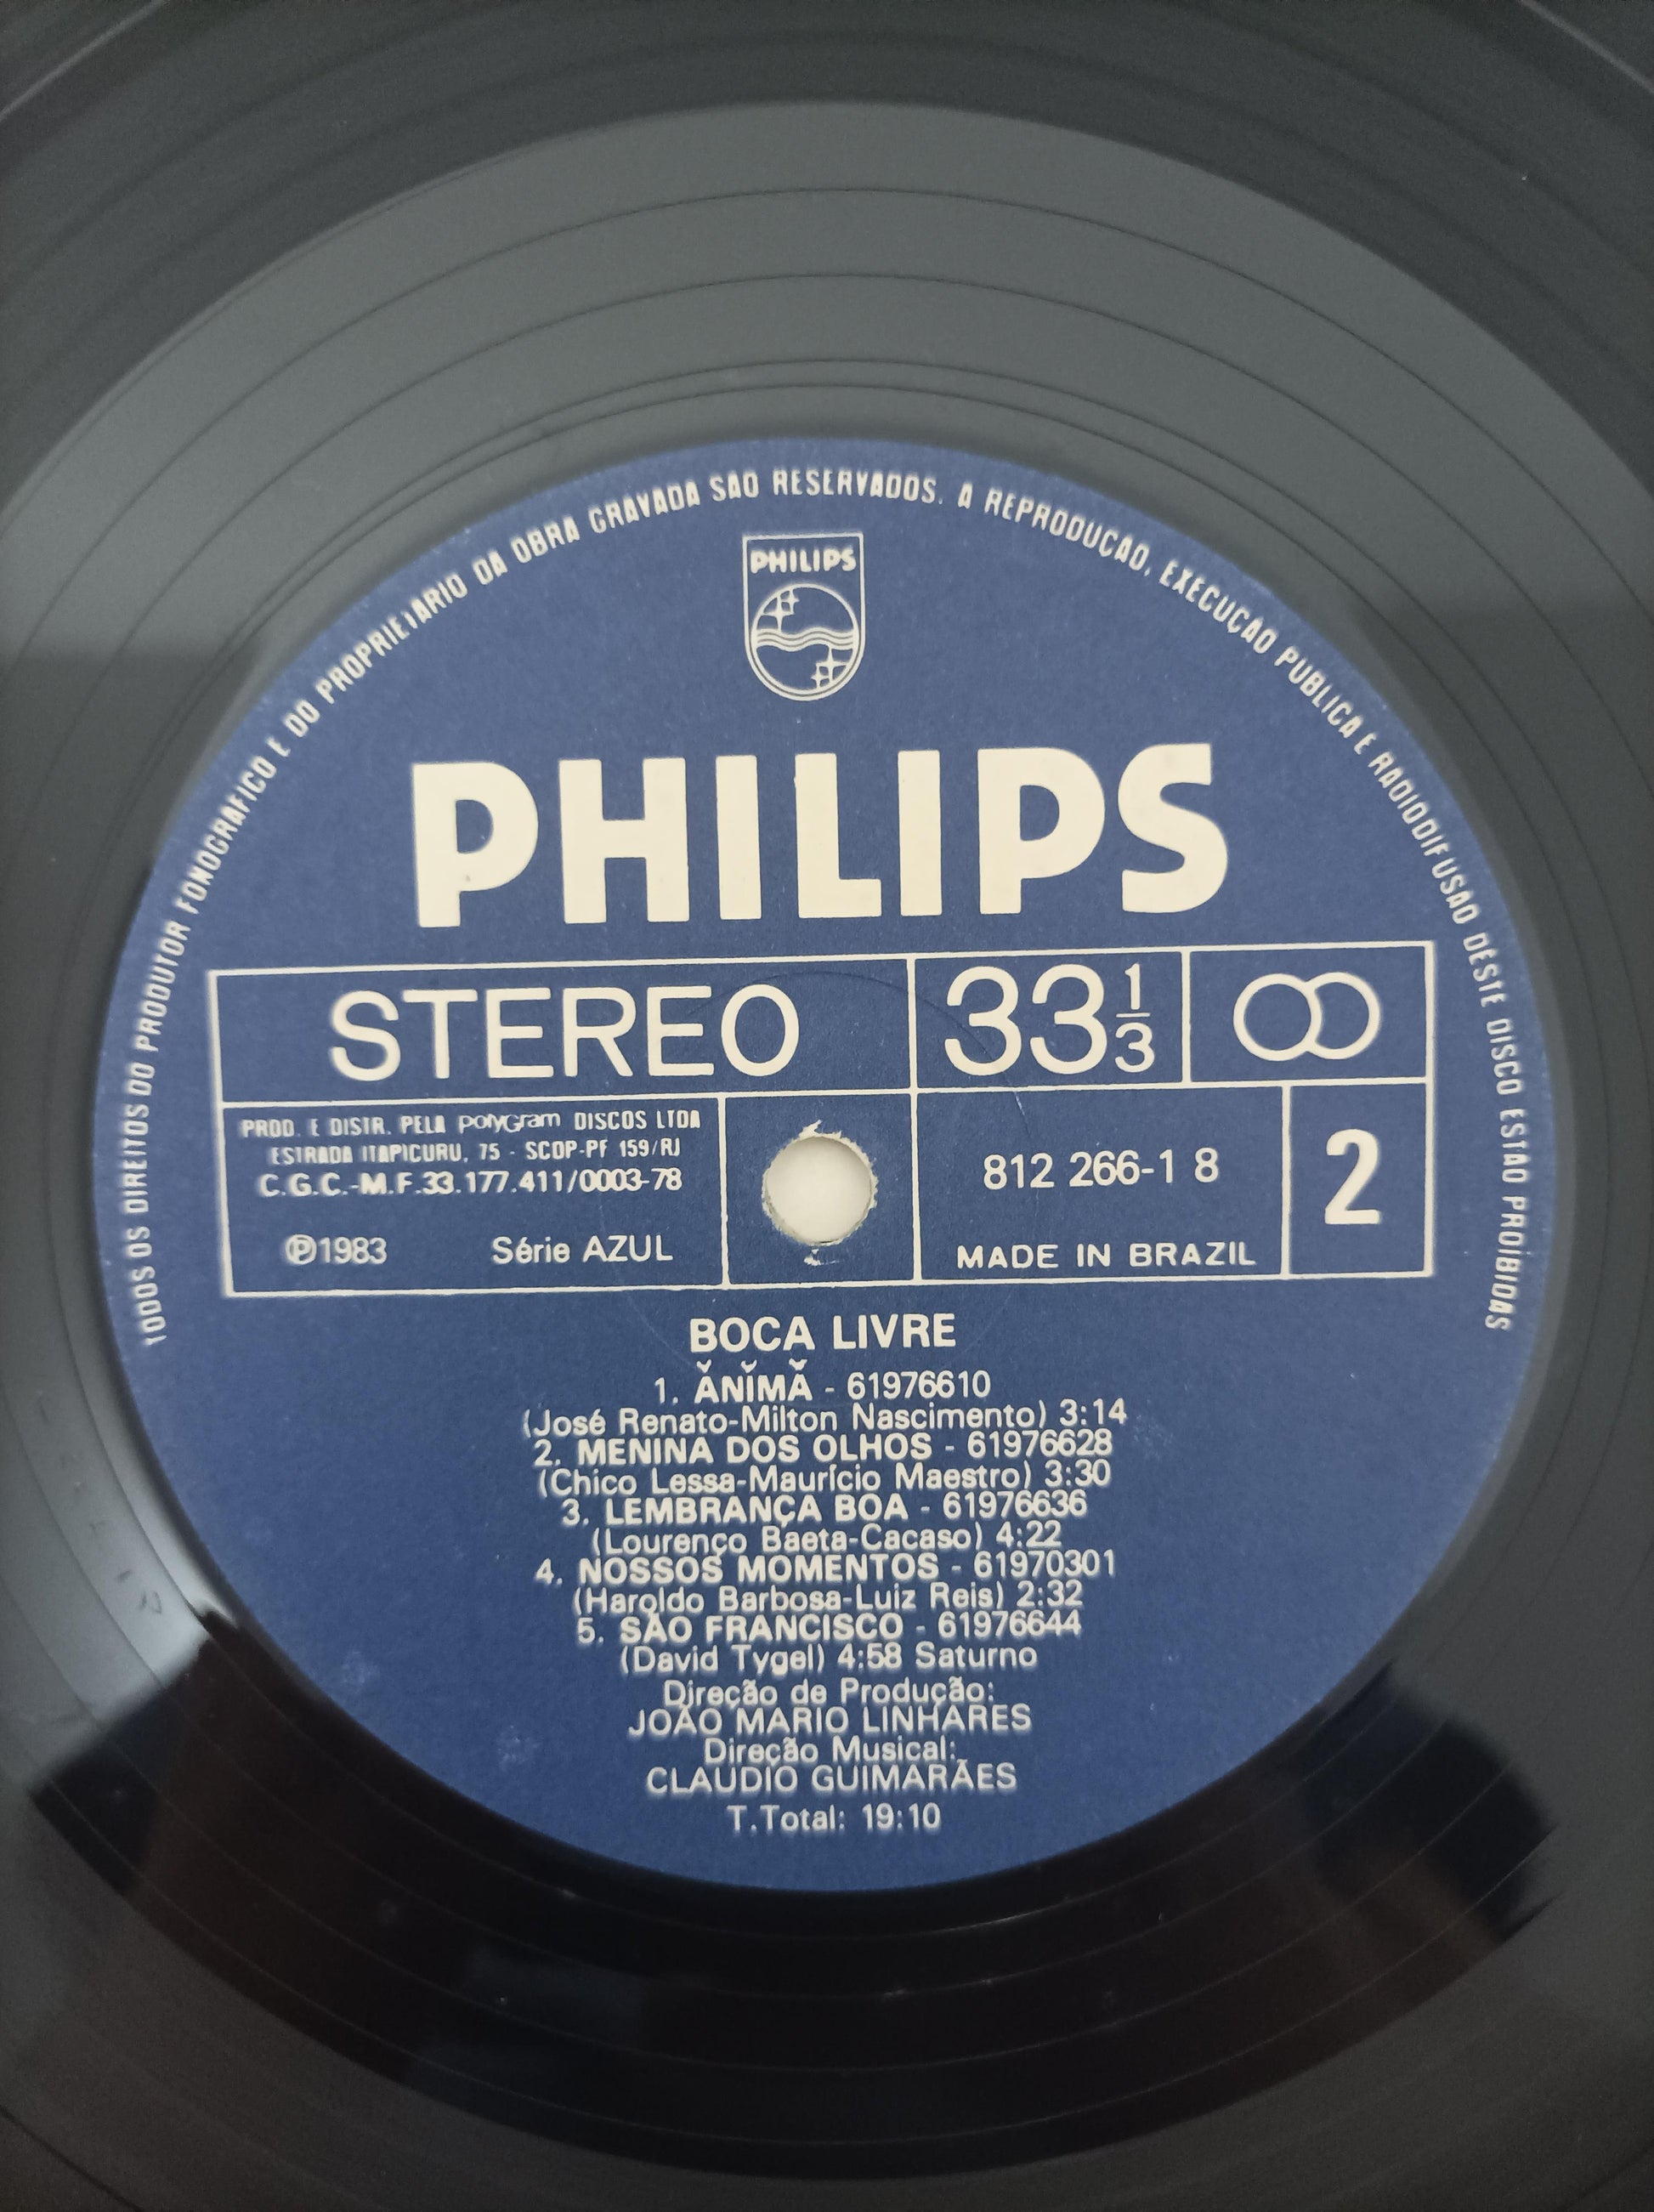 TODOS OS DIREITOS DO PRODUTOR FONOGRAFICO E DO PROPRIETARIO DA OBRA GRAVADA SAO RESERVADOS. A REPRODUCAO, EXECUÇAO PUBLICA E RADIODIFUSAO DESTE DISCO ESTAO PROIBIDAS
PHILIPS
PHILIPS
STEREO 33 1/3
PROD. E DISTR. PELA PolyGram DISCOS LTDA
ESTRADA ITAPICURU, 75 - SCDP-PF 159/RJ
C.G.C.-M.F.33.177.411/0003-78
℗1983 Série AZUL
812 266-1 8
MADE IN BRAZIL
2
BOCA LIVRE
1. ĂNĬMĂ - 61976610
(José Renato-Milton Nascimento) 3:14
2. MENINA DOS OLHOS - 61976628
(Chico Lessa-Maurício Maestro) 3:30
3. LEMBRANÇA BOA - 61976636
(Lourenço Baeta-Cacaso) 4:22
4. NOSSOS MOMENTOS - 61970301
(Haroldo Barbosa-Luiz Reis) 2:32
5. SÃO FRANCISCO - 61976644
(David Tygel) 4:58 Saturno
Direção de Produção:
JOÃO MARIO LINHARES
Direção Musical:
CLAUDIO GUIMARÃES
T.Total: 19:10